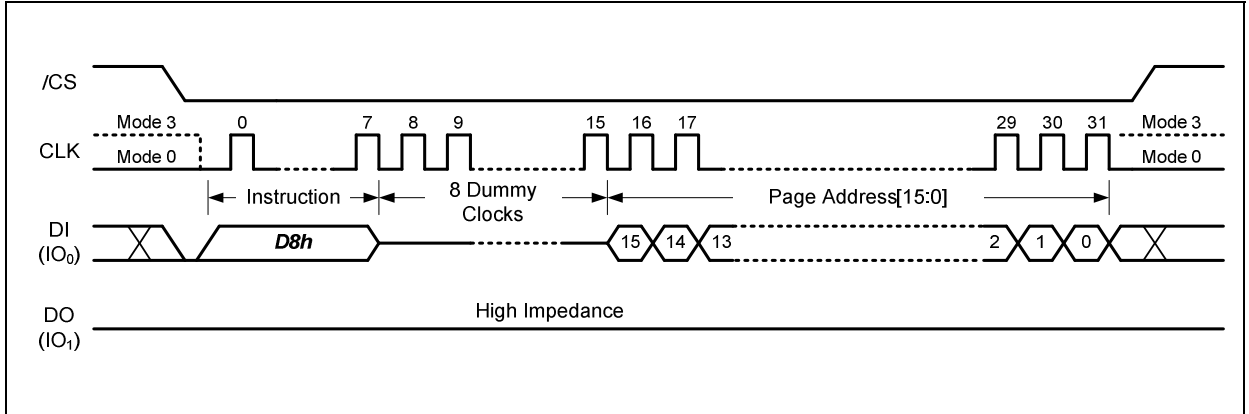 /CS
Mode 3 0 7 8 9 15 16 17 29 30 31 Mode 3
CLK
Mode 0 Mode 0
Instruction 8 Dummy Clocks Page Address[15:0]
DI
(IO₀)
D8h 15 14 13 2 1 0
High Impedance
DO
(IO₁)